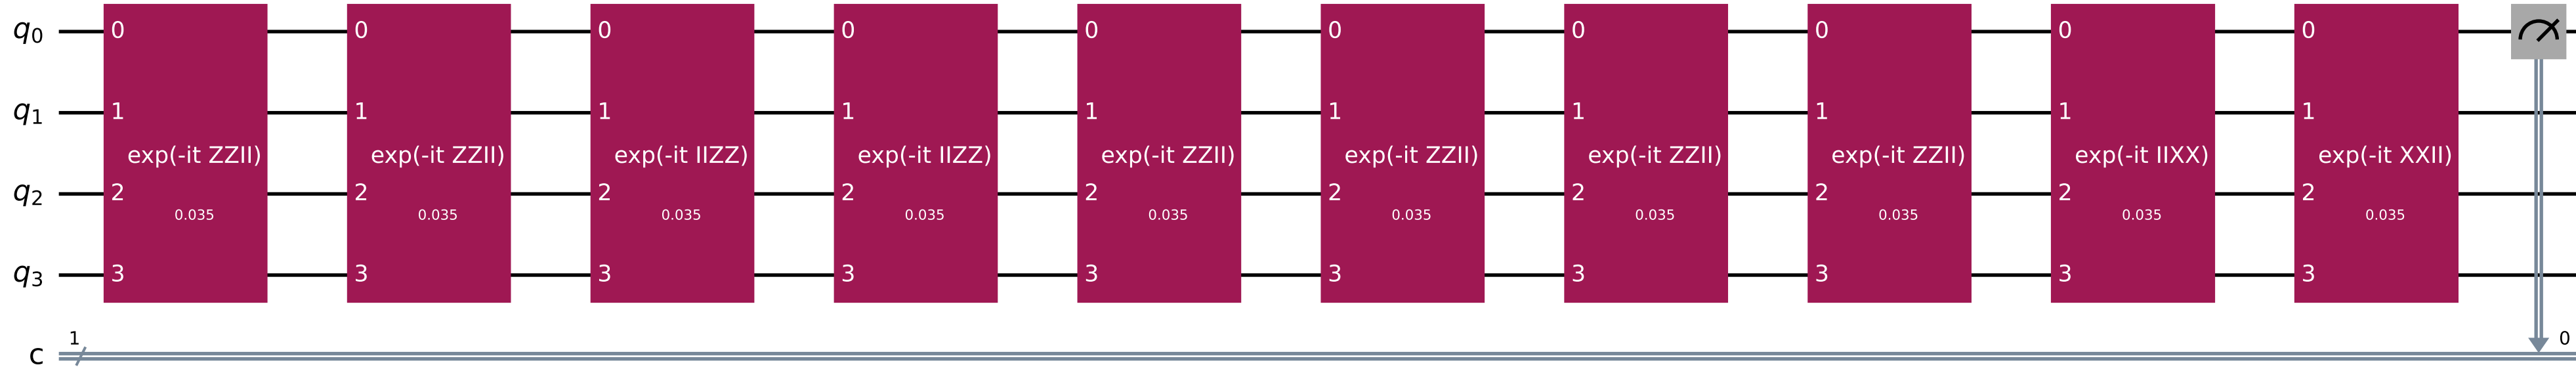 q0 0 0 0 0 0 0 0 0 0 0
q1 1 1 1 1 1 1 1 1 1 1
exp(-it ZZII) exp(-it ZZII) exp(-it IIZZ) exp(-it IIZZ) exp(-it ZZII) exp(-it ZZII) exp(-it ZZII) exp(-it ZZII) exp(-it IIXX) exp(-it XXII)
q2 2 2 2 2 2 2 2 2 2 2
0.035 0.035 0.035 0.035 0.035 0.035 0.035 0.035 0.035 0.035
q3 3 3 3 3 3 3 3 3 3 3
1 0
c